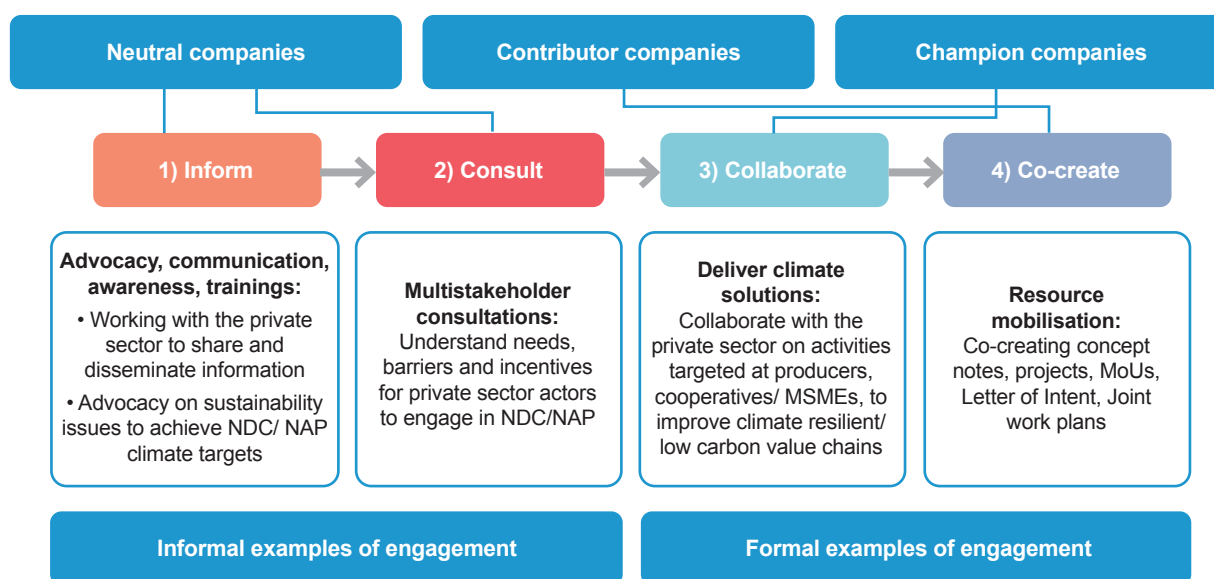 Neutral companies
Contributor companies
Champion companies
1) Inform
2) Consult
3) Collaborate
4) Co-create
Advocacy, communication,
awareness, trainings:
• Working with the private
sector to share and
disseminate information
• Advocacy on sustainability
issues to achieve NDC/ NAP
climate targets
Multistakeholder
consultations:
Understand needs,
barriers and incentives
for private sector actors
to engage in NDC/NAP
Deliver climate
solutions:
Collaborate with the
private sector on activities
targeted at producers,
cooperatives/ MSMEs, to
improve climate resilient/
low carbon value chains
Resource
mobilisation:
Co-creating concept
notes, projects, MoUs,
Letter of Intent, Joint
work plans
Informal examples of engagement
Formal examples of engagement